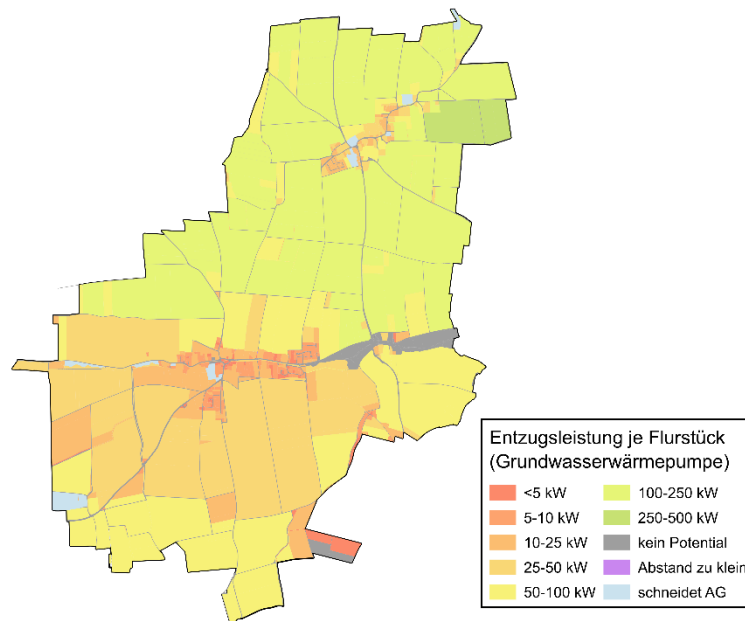 Entzugsleistung je Flurstück
(Grundwasserwärmepumpe)
<5 kW
5-10 kW
10-25 kW
25-50 kW
50-100 kW
100-250 kW
250-500 kW
kein Potential
Abstand zu klein
schneidet AG